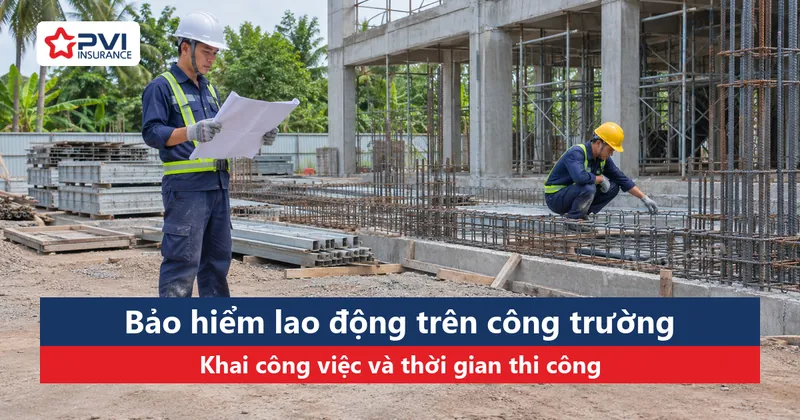 PVI
INSURANCE
Bảo hiểm lao động trên công trường
Khai công việc và thời gian thi công